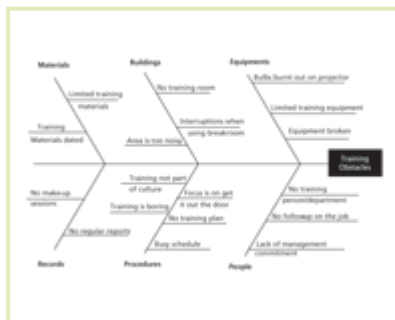 Materials
Buildings
Equipments
Bulbs burnt out on projector
No training room
Limited training
materials
Limited training equipment
Interruptions when
using breakroom
Training
Materials dated
Equipment broken
Area is too noisy
Training
Obstacles
Training not part
of culture
No make-up
sessions
Focus is on get
it out the door
No training
person/department
Training is boring
No training plan
No followup on the job
No regular reports
Busy schedule
Lack of management
commitment
Records
Procedures
People